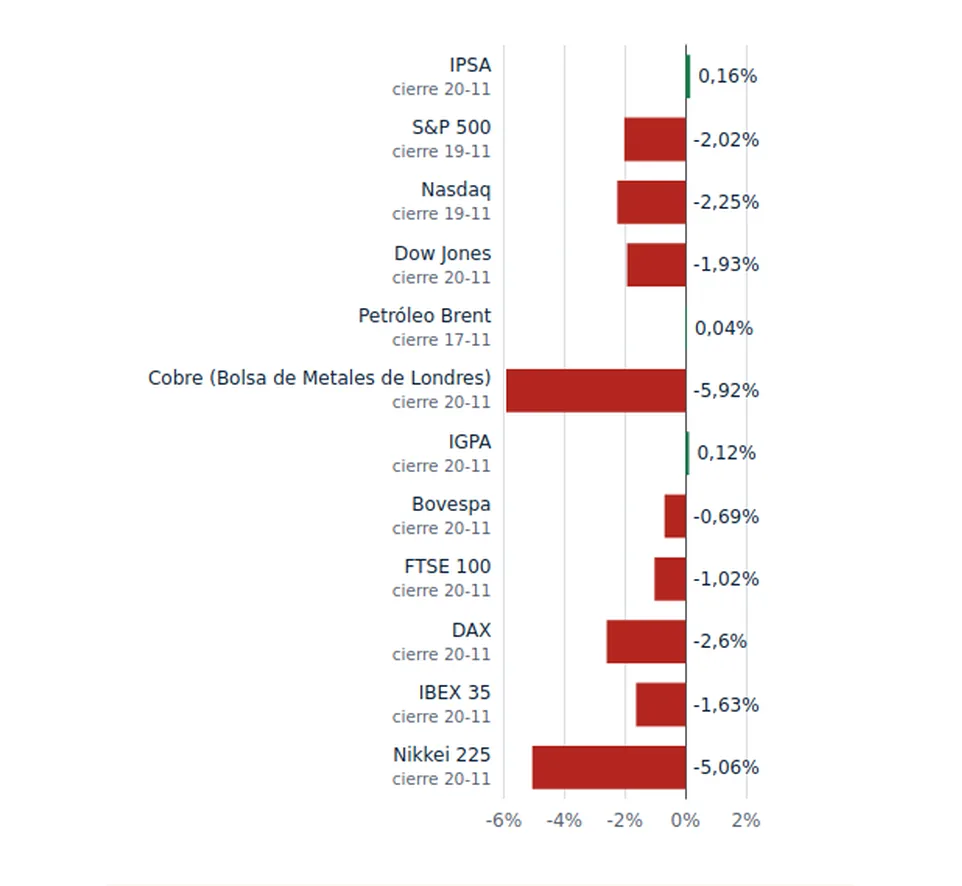 IPSA
cierre 20-11
0,16%
S&P 500
cierre 19-11
-2,02%
Nasdaq
cierre 19-11
-2,25%
Dow Jones
cierre 20-11
-1,93%
Petróleo Brent
cierre 17-11
0,04%
Cobre (Bolsa de Metales de Londres)
cierre 20-11
-5,92%
IGPA
cierre 20-11
0,12%
Bovespa
cierre 20-11
-0,69%
FTSE 100
cierre 20-11
-1,02%
DAX
cierre 20-11
-2,6%
IBEX 35
cierre 20-11
-1,63%
Nikkei 225
cierre 20-11
-5,06%
-6% -4% -2% 0% 2%